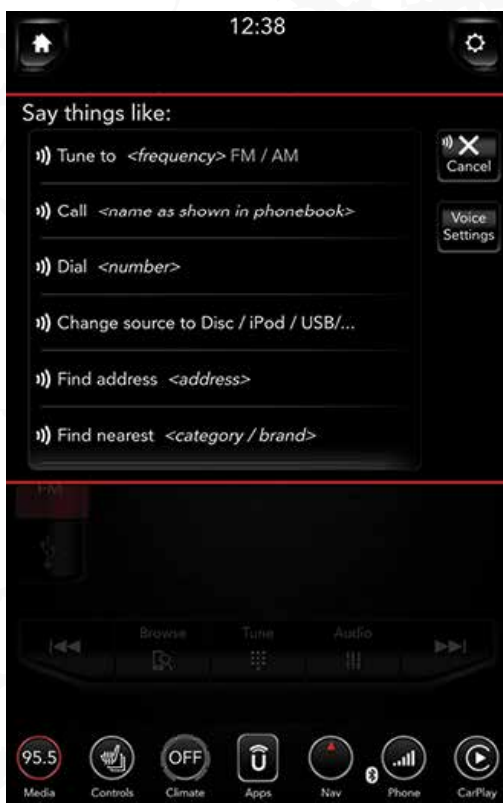 12:38
Say things like:
Tune to <frequency> FM / AM
Cancel
Call <name as shown in phonebook>
Voice
Settings
Dial <number>
Change source to Disc / iPod / USB/...
Find address <address>
Find nearest <category / brand>
FM
Browse
Tune
Audio
95.5
OFF
Media
Controls
Climate
Apps
Nav
Phone
CarPlay